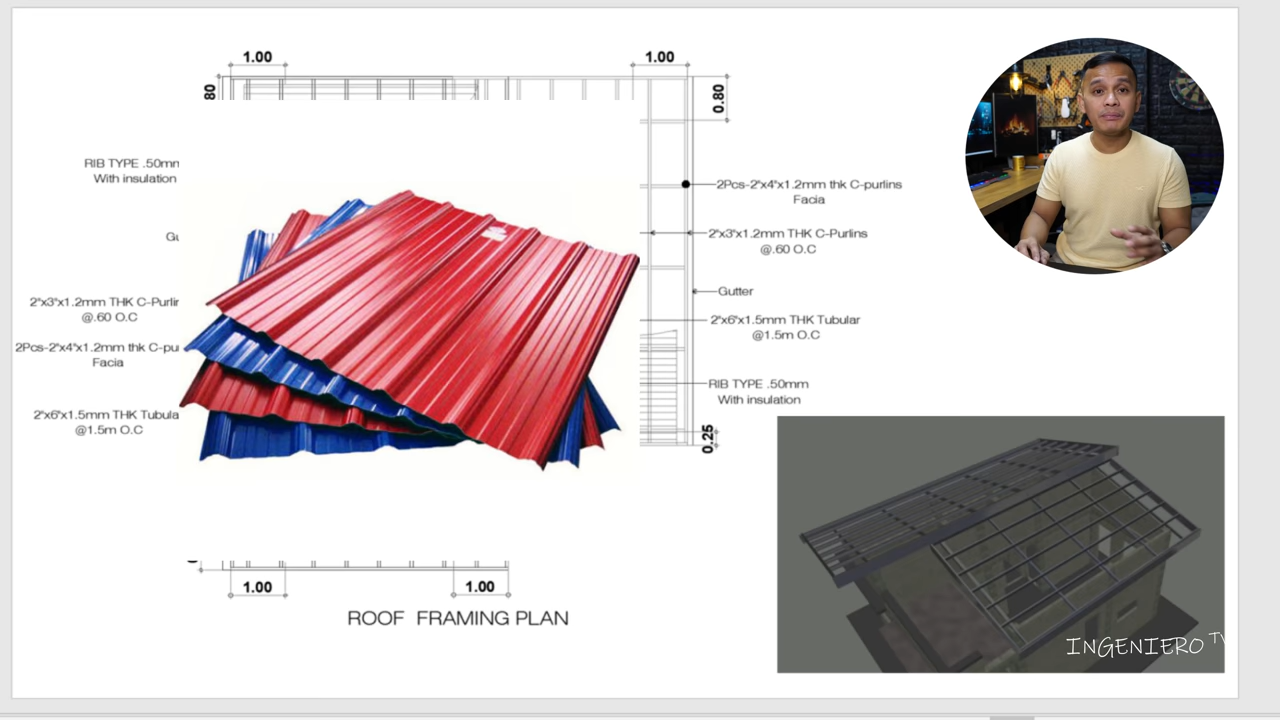 1.00
1.00
80
0.80
RIB TYPE .50mm
With insulation
2Pcs-2"x4"x1.2mm thk C-purlins
Facia
2"x3"x1.2mm THK C-Purlins
@.60 O.C
Gutter
2"x3"x1.2mm THK C-Purlin
@.60 O.C
2"x6"x1.5mm THK Tubular
@1.5m O.C
2Pcs-2"x4"x1.2mm thk c-pu
Facia
RIB TYPE .50mm
With insulation
2"x6"x1.5mm THK Tubula
@1.5m O.C
0.25
1.00
1.00
ROOF FRAMING PLAN
INGENIERO TV